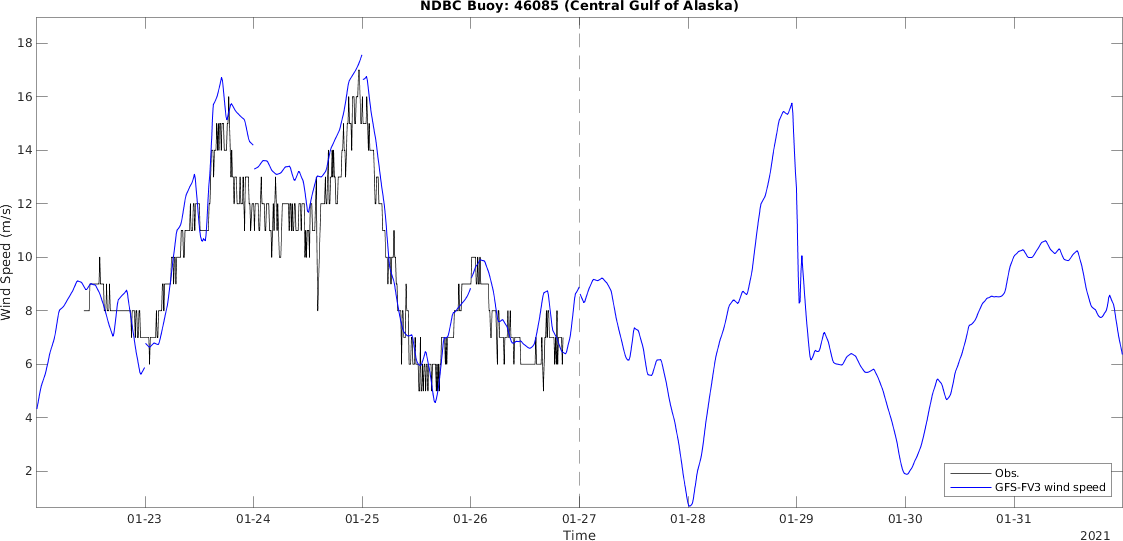 NDBC Buoy: 46085 (Central Gulf of Alaska)
18
16
14
12
10
8
6
4
2
Wind Speed (m/s)
Obs.
GFS-FV3 wind speed
01-23 01-24 01-25 01-26 01-27 01-28 01-29 01-30 01-31
Time
2021